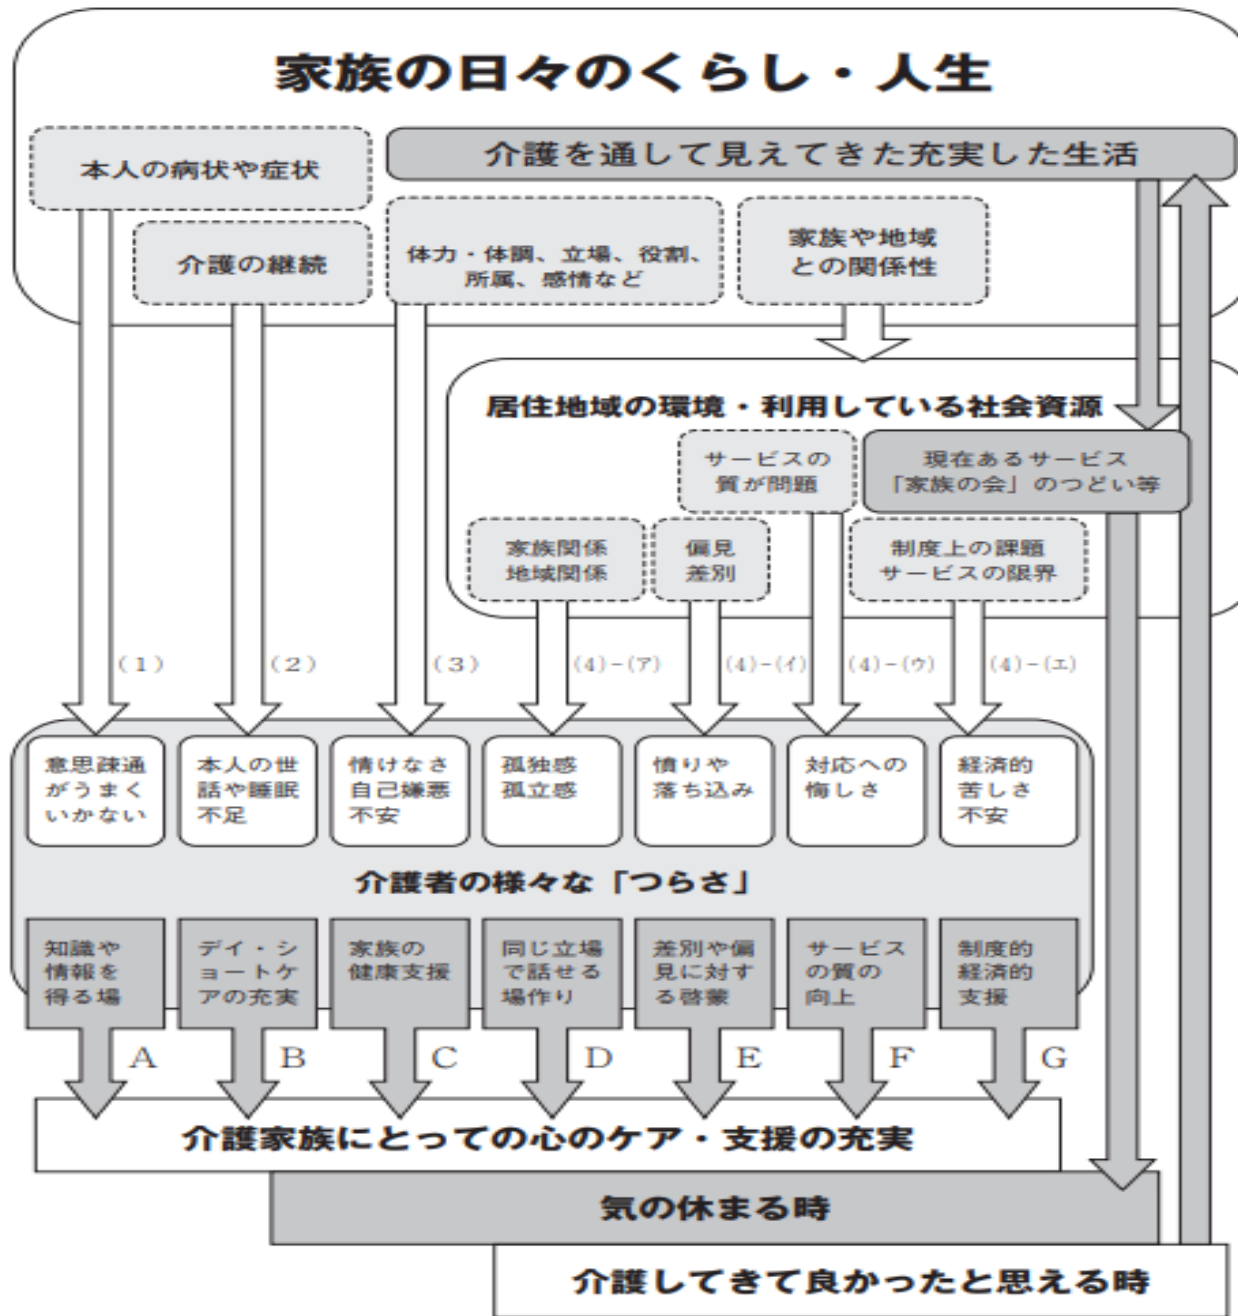 家族の日々のくらし・人生
本人の病状や症状
介護を通して見えてきた充実した生活
介護の継続
体力・体調、立場、役割、
所属、感情など
家族や地域
との関係性
居住地域の環境・利用している社会資源
サービスの
質が問題
現在あるサービス
「家族の会」のつどい等
家族関係
地域関係
偏見
差別
制度上の課題
サービスの限界
(1)
(2)
(3)
(4)-(ア)
(4)-(イ)
(4)-(ウ)
(4)-(エ)
意思疎通
がうまく
いかない
本人の世
話や睡眠
不足
情けなさ
自己嫌悪
不安
孤独感
孤立感
憤りや
落ち込み
対応への
悔しさ
経済的
苦しさ
不安
介護者の様々な「つらさ」
知識や
情報を
得る場
デイ・シ
ョートケ
アの充実
家族の
健康支援
同じ立場
で話せる
場作り
差別や偏
見に対す
る啓蒙
サービス
の質の
向上
制度的
経済的
支援
A
B
C
D
E
F
G
介護家族にとっての心のケア・支援の充実
気の休まる時
介護してきて良かったと思える時